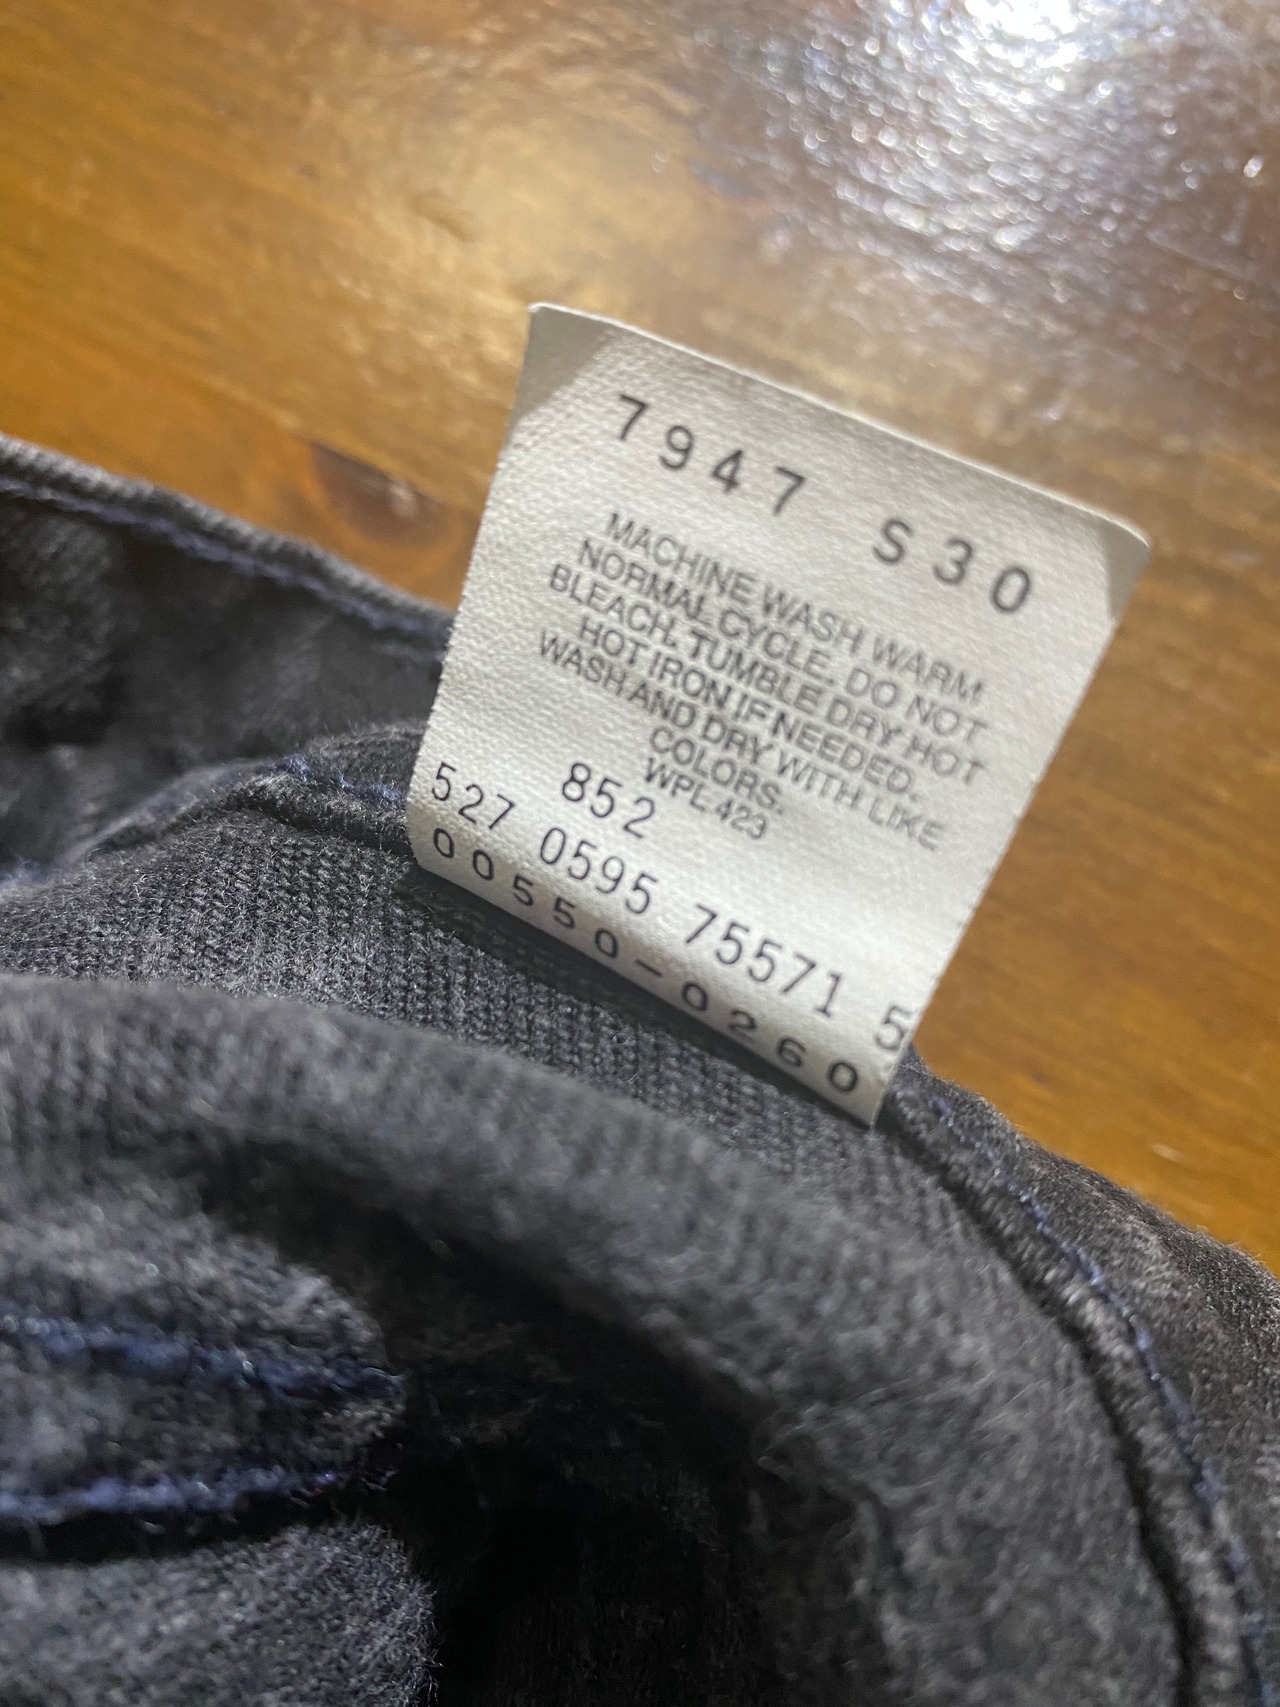 7947 S30
MACHINE WASH WARM
NORMAL CYCLE. DO NOT
BLEACH. TUMBLE DRY HOT
HOT IRON IF NEEDED.
WASH AND DRY WITH LIKE
COLORS.
WPL 423
852
527 0595 75571 5
00550-0260